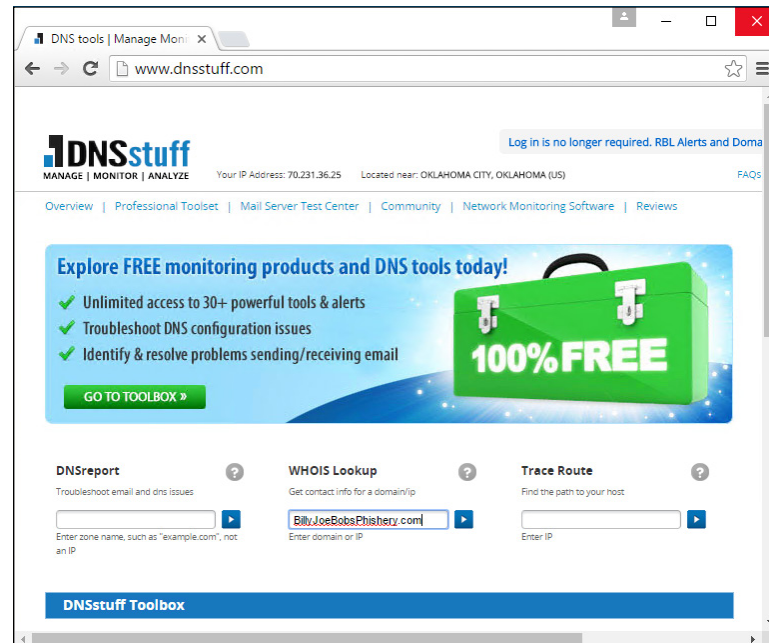 DNS tools | Manage Mon
www.dnsstuff.com
Log in is no longer required. RBL Alerts and Doma
DNSstuff
MANAGE | MONITOR | ANALYZE
Your IP Address: 70.231.36.25 Located near: OKLAHOMA CITY, OKLAHOMA (US)
FAQs
Overview | Professional Toolset | Mail Server Test Center | Community | Network Monitoring Software | Reviews
Explore FREE monitoring products and DNS tools today!
Unlimited access to 30+ powerful tools & alerts
Troubleshoot DNS configuration issues
Identify & resolve problems sending/receiving email
GO TO TOOLBOX »
100% FREE
DNSreport ?
Troubleshoot email and dns issues
Enter zone name, such as "example.com", not
an IP
WHOIS Lookup ?
Get contact info for a domain/ip
BillyJoeBobsPhishery.com
Enter domain or IP
Trace Route ?
Find the path to your host
Enter IP
DNSstuff Toolbox